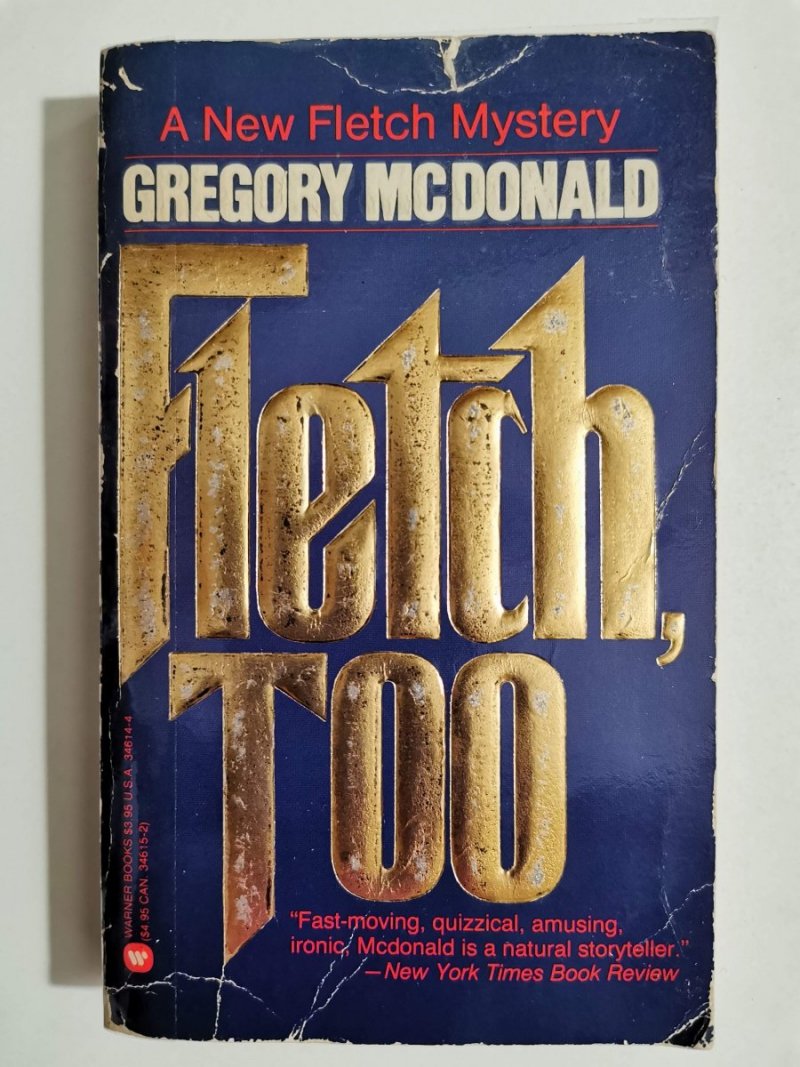 A New Fletch Mystery
GREGORY MCDONALD
Fletch,
Too
WARNER BOOKS $3.95 U.S.A. 34614-4
($4.95 CAN. 34615-2)
"Fast-moving, quizzical, amusing,
ironic, Mcdonald is a natural storyteller."
—New York Times Book Review